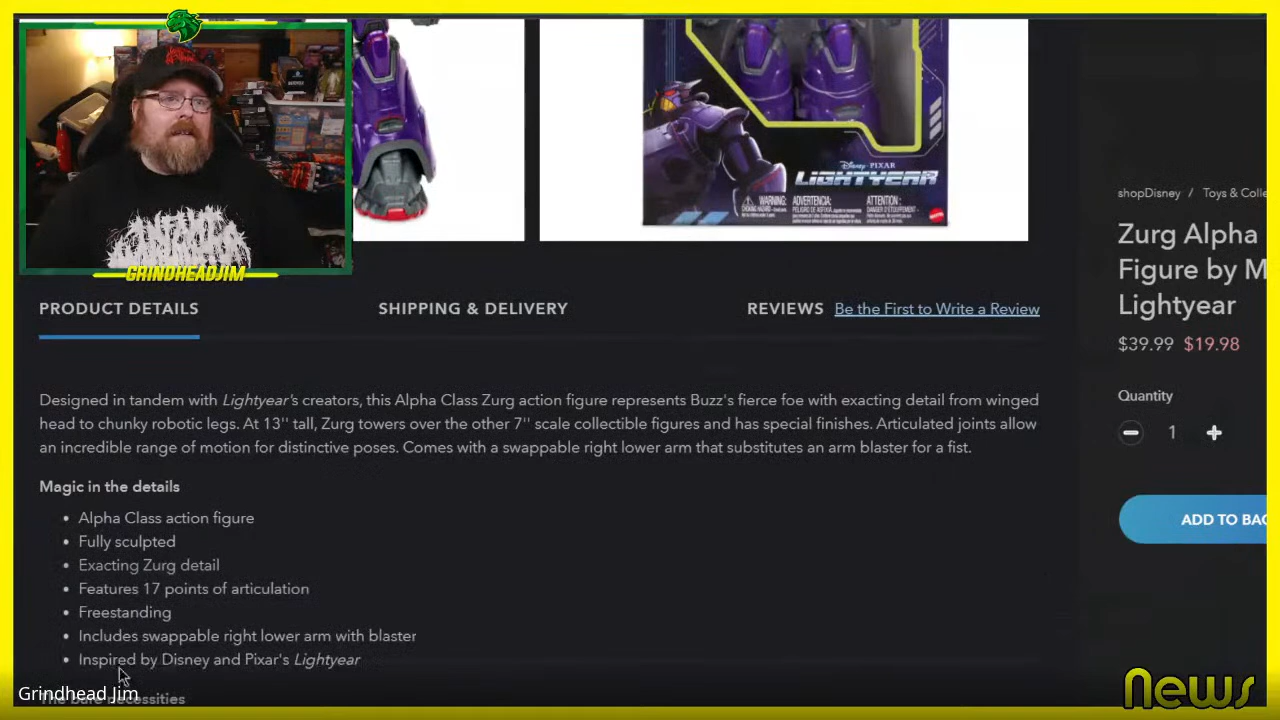 GRINDHEADJIM
Disney · PIXAR
LIGHTYEAR
WARNING:
ADVERTENCIA:
ATTENTION :
shopDisney / Toys & Colle
Zurg Alpha
Figure by M
Lightyear
$39.99 $19.98
Quantity
1
ADD TO BAG
PRODUCT DETAILS
SHIPPING & DELIVERY
REVIEWS Be the First to Write a Review
Designed in tandem with Lightyear's creators, this Alpha Class Zurg action figure represents Buzz's fierce foe with exacting detail from winged
head to chunky robotic legs. At 13'' tall, Zurg towers over the other 7'' scale collectible figures and has special finishes. Articulated joints allow
an incredible range of motion for distinctive poses. Comes with a swappable right lower arm that substitutes an arm blaster for a fist.
Magic in the details
• Alpha Class action figure
• Fully sculpted
• Exacting Zurg detail
• Features 17 points of articulation
• Freestanding
• Includes swappable right lower arm with blaster
• Inspired by Disney and Pixar's Lightyear
The bare necessities
Grindhead Jim
News